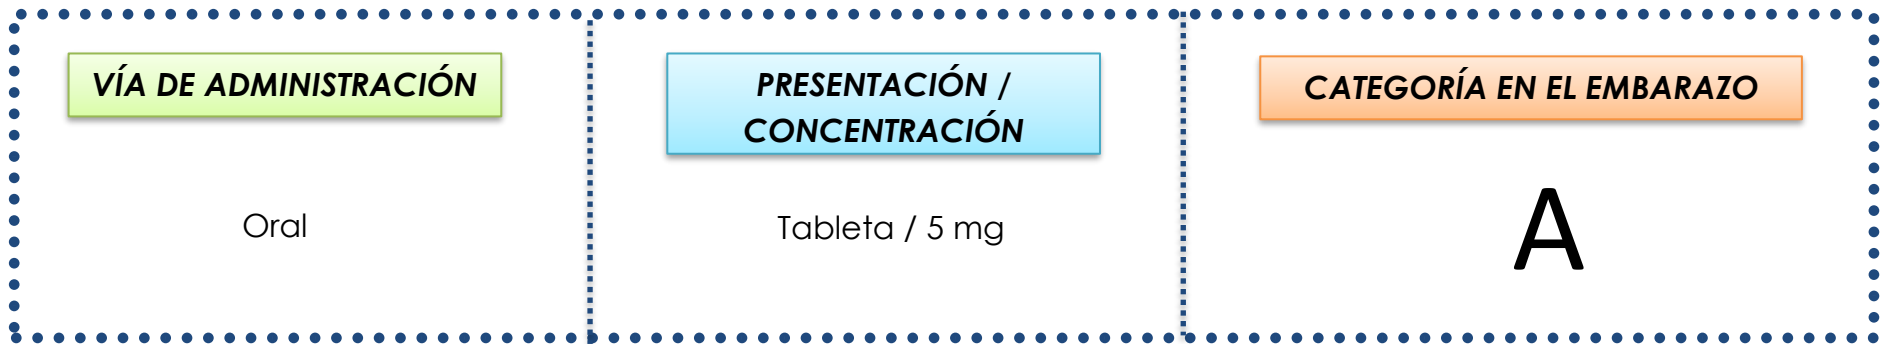 VÍA DE ADMINISTRACIÓN
Oral
PRESENTACIÓN /
CONCENTRACIÓN
Tableta / 5 mg
CATEGORÍA EN EL EMBARAZO
A